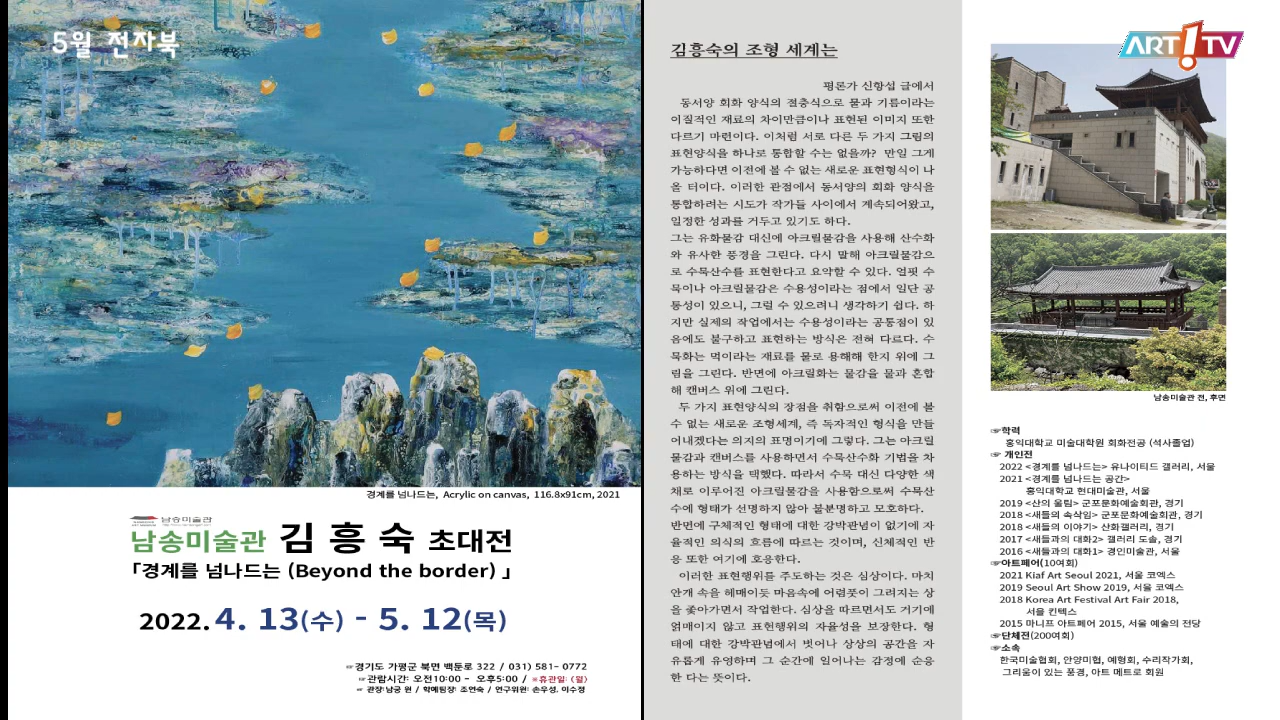 5월 전자북
경계를 넘나드는, Acrylic on canvas, 116.8x91cm, 2021
남송미술관
남송미술관 김 흥 숙 초대전
「경계를 넘나드는 (Beyond the border) 」
2022. 4. 13(수) - 5. 12(목)
☞경기도 가평군 북면 백둔로 322 / 031) 581- 0772
☞관람시간: 오전10:00 - 오후5:00 / ※휴관일: (월)
☞ 관장:남궁 원 / 학예팀장: 조연숙 / 연구위원: 손우성, 이수정
김흥숙의 조형 세계는
평론가 신항섭 글에서
동서양 회화 양식의 절충식으로 물과 기름이라는
이질적인 재료의 차이만큼이나 표현된 이미지 또한
다르기 마련이다. 이처럼 서로 다른 두 가지 그림의
표현양식을 하나로 통합할 수는 없을까? 만일 그게
가능하다면 이전에 볼 수 없는 새로운 표현형식이 나
올 터이다. 이러한 관점에서 동서양의 회화 양식을
통합하려는 시도가 작가들 사이에서 계속되어왔고,
일정한 성과를 거두고 있기도 하다.
그는 유화물감 대신에 아크릴물감을 사용해 산수화
와 유사한 풍경을 그린다. 다시 말해 아크릴물감으
로 수묵산수를 표현한다고 요약할 수 있다. 얼핏 수
묵이나 아크릴물감은 수용성이라는 점에서 일단 공
통성이 있으니, 그럴 수 있으려니 생각하기 쉽다. 하
지만 실제의 작업에서는 수용성이라는 공통점이 있
음에도 불구하고 표현하는 방식은 전혀 다르다. 수
묵화는 먹이라는 재료를 물로 용해해 한지 위에 그
림을 그린다. 반면에 아크릴화는 물감을 물과 혼합
해 캔버스 위에 그린다.
두 가지 표현양식의 장점을 취함으로써 이전에 볼
수 없는 새로운 조형세계, 즉 독자적인 형식을 만들
어내겠다는 의지의 표명이기에 그렇다. 그는 아크릴
물감과 캔버스를 사용하면서 수묵산수화 기법을 차
용하는 방식을 택했다. 따라서 수묵 대신 다양한 색
채로 이루어진 아크릴물감을 사용함으로써 수묵산
수에 형태가 선명하지 않아 불분명하고 모호하다.
반면에 구체적인 형태에 대한 강박관념이 없기에 자
율적인 의식의 흐름에 따르는 것이며, 신체적인 반
응 또한 여기에 호응한다.
이러한 표현행위를 주도하는 것은 심상이다. 마치
안개 속을 헤매이듯 마음속에 어렴풋이 그려지는 상
을 좇아가면서 작업한다. 심상을 따르면서도 거기에
얽매이지 않고 표현행위의 자율성을 보장한다. 형
태에 대한 강박관념에서 벗어나 상상의 공간을 자
유롭게 유영하며 그 순간에 일어나는 감정에 순응
한 다는 뜻이다.
ART!TV
남송미술관 전, 후면
☞학력
홍익대학교 미술대학원 회화전공 (석사졸업)
☞ 개인전
2022 <경계를 넘나드는> 유나이티드 갤러리, 서울
2021 <경계를 넘나드는 공간>
홍익대학교 현대미술관, 서울
2019 <산의 울림> 군포문화예술회관, 경기
2018 <새들의 속삭임> 군포문화예술회관, 경기
2018 <새들의 이야기> 산화갤러리, 경기
2017 <새들과의 대화2> 갤러리 도솔, 경기
2016 <새들과의 대화1> 경인미술관, 서울
☞아트페어(10여회)
2021 Kiaf Art Seoul 2021, 서울 코엑스
2019 Seoul Art Show 2019, 서울 코엑스
2018 Korea Art Festival Art Fair 2018,
서울 킨텍스
2015 마니프 아트페어 2015, 서울 예술의 전당
☞단체전(200여회)
☞소속
한국미술협회, 안양미협, 예형회, 수리작가회,
그리움이 있는 풍경, 아트 메트로 회원